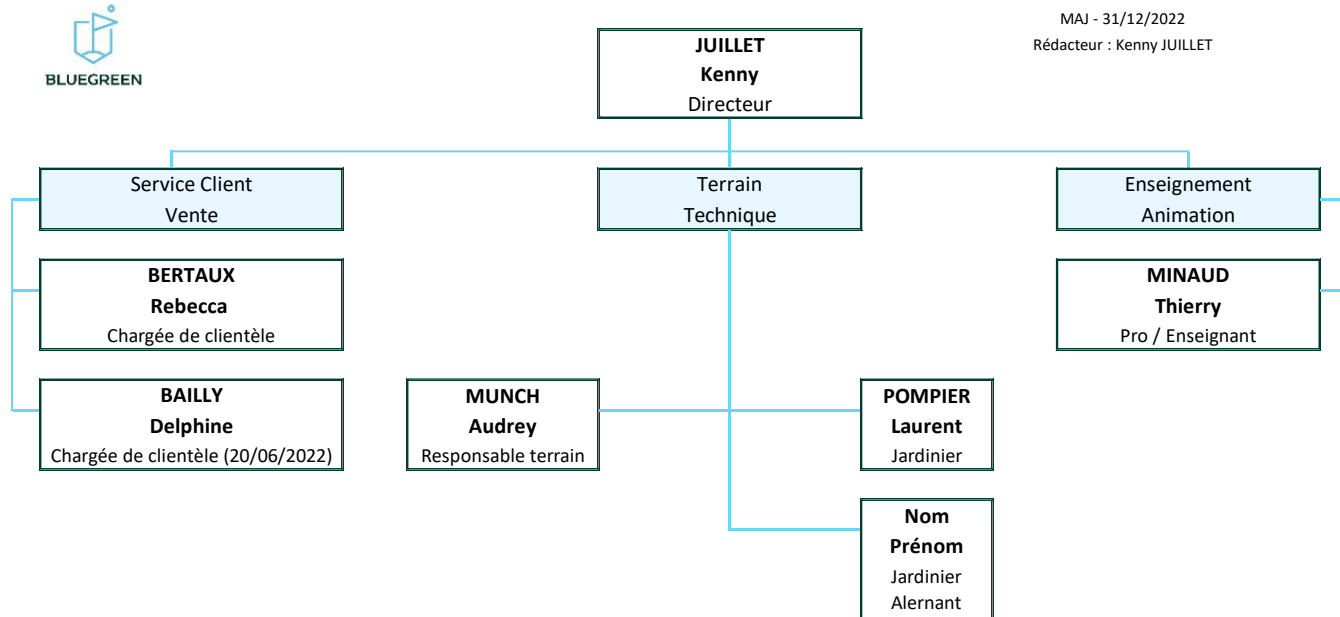 BLUEGREEN
MAJ - 31/12/2022
Rédacteur : Kenny JUILLET
JUILLET
Kenny
Directeur
Service Client
Vente
Terrain
Technique
Enseignement
Animation
BERTAUX
Rebecca
Chargée de clientèle
MINAUD
Thierry
Pro / Enseignant
BAILLY
Delphine
Chargée de clientèle (20/06/2022)
MUNCH
Audrey
Responsable terrain
POMPIER
Laurent
Jardinier
Nom
Prénom
Jardinier
Alernant